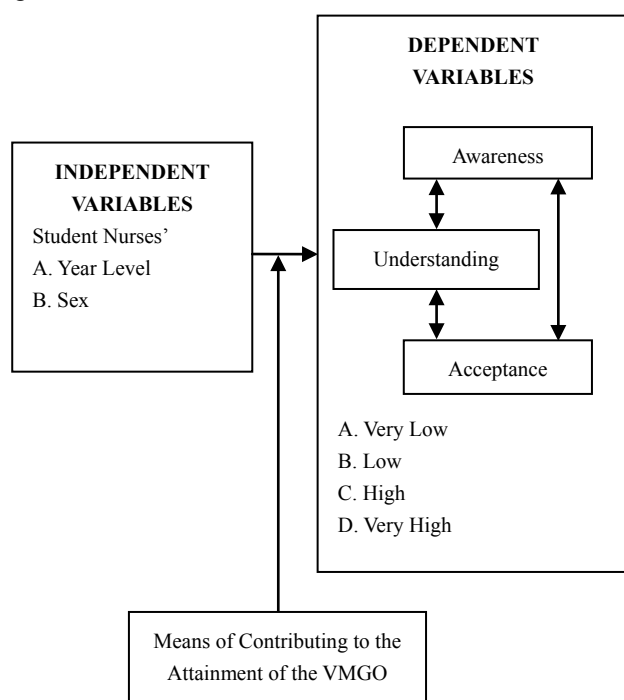 DEPENDENT
VARIABLES
Awareness
INDEPENDENT
VARIABLES
Student Nurses’
A. Year Level
B. Sex
Understanding
Acceptance
A. Very Low
B. Low
C. High
D. Very High
Means of Contributing to the
Attainment of the VMGO